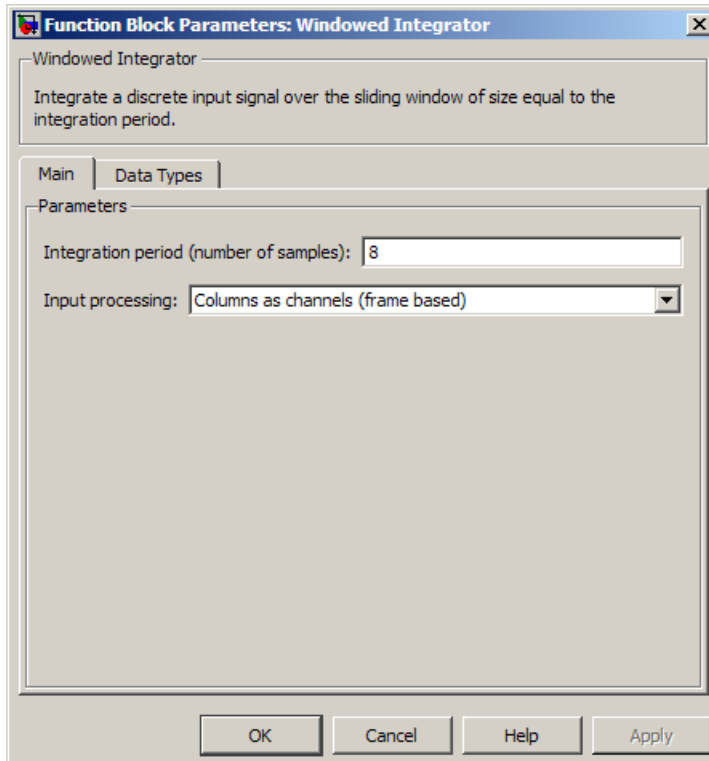 Function Block Parameters: Windowed Integrator
Windowed Integrator
Integrate a discrete input signal over the sliding window of size equal to the
integration period.
Main Data Types
Parameters
Integration period (number of samples): 8
Input processing: Columns as channels (frame based)
OK Cancel Help Apply